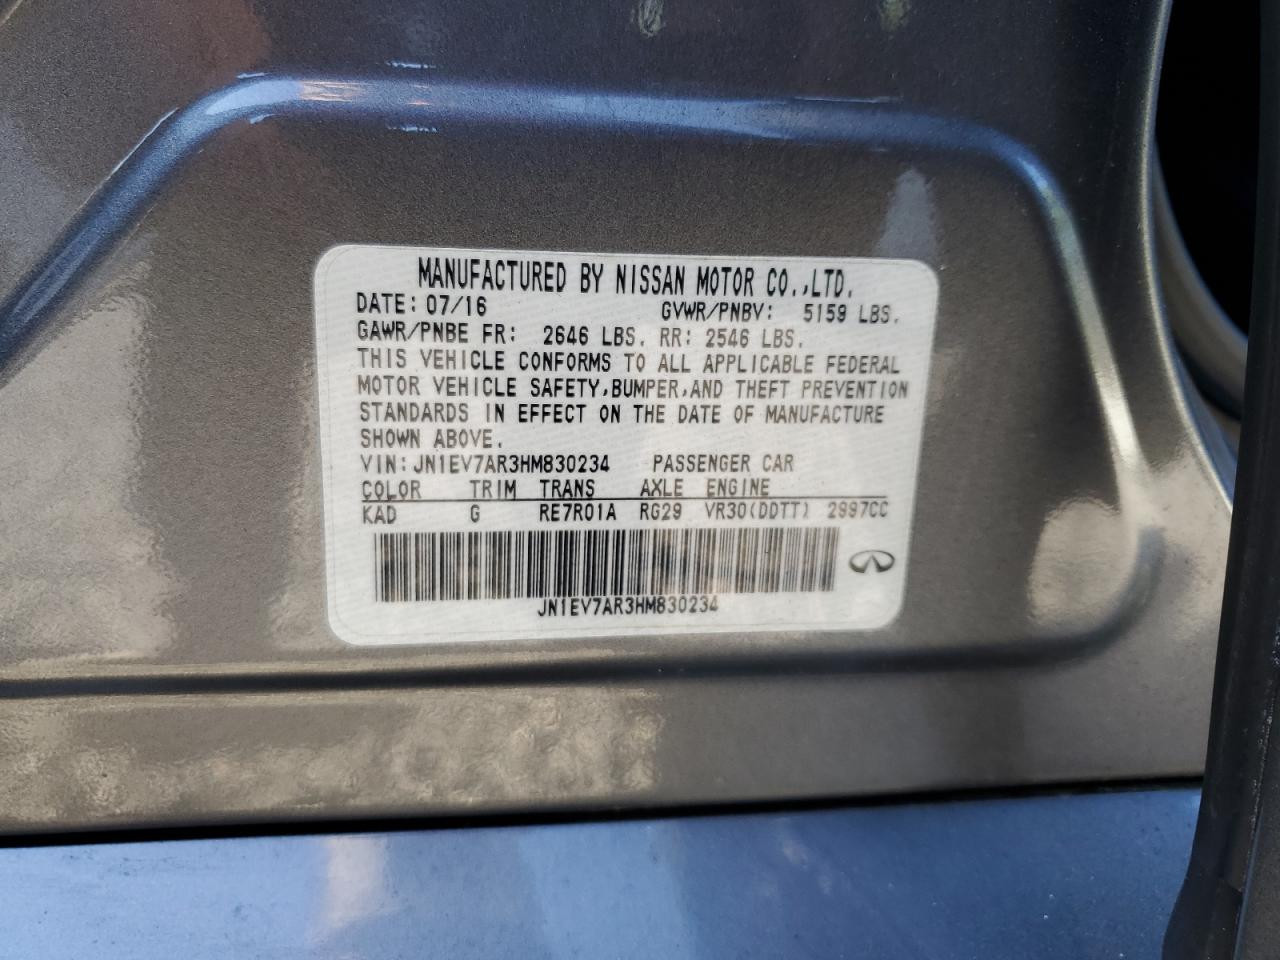 MANUFACTURED BY NISSAN MOTOR CO.,LTD.
DATE: 07/16 GVWR/PNBV: 5159 LBS.
GAWR/PNBE FR: 2646 LBS. RR: 2546 LBS.
THIS VEHICLE CONFORMS TO ALL APPLICABLE FEDERAL
MOTOR VEHICLE SAFETY,BUMPER,AND THEFT PREVENTION
STANDARDS IN EFFECT ON THE DATE OF MANUFACTURE
SHOWN ABOVE.
VIN: JN1EV7AR3HM830234 PASSENGER CAR
COLOR TRIM TRANS AXLE ENGINE
KAD G RE7R01A RG29 VR30(DDTT) 2997CC
JN1EV7AR3HM830234